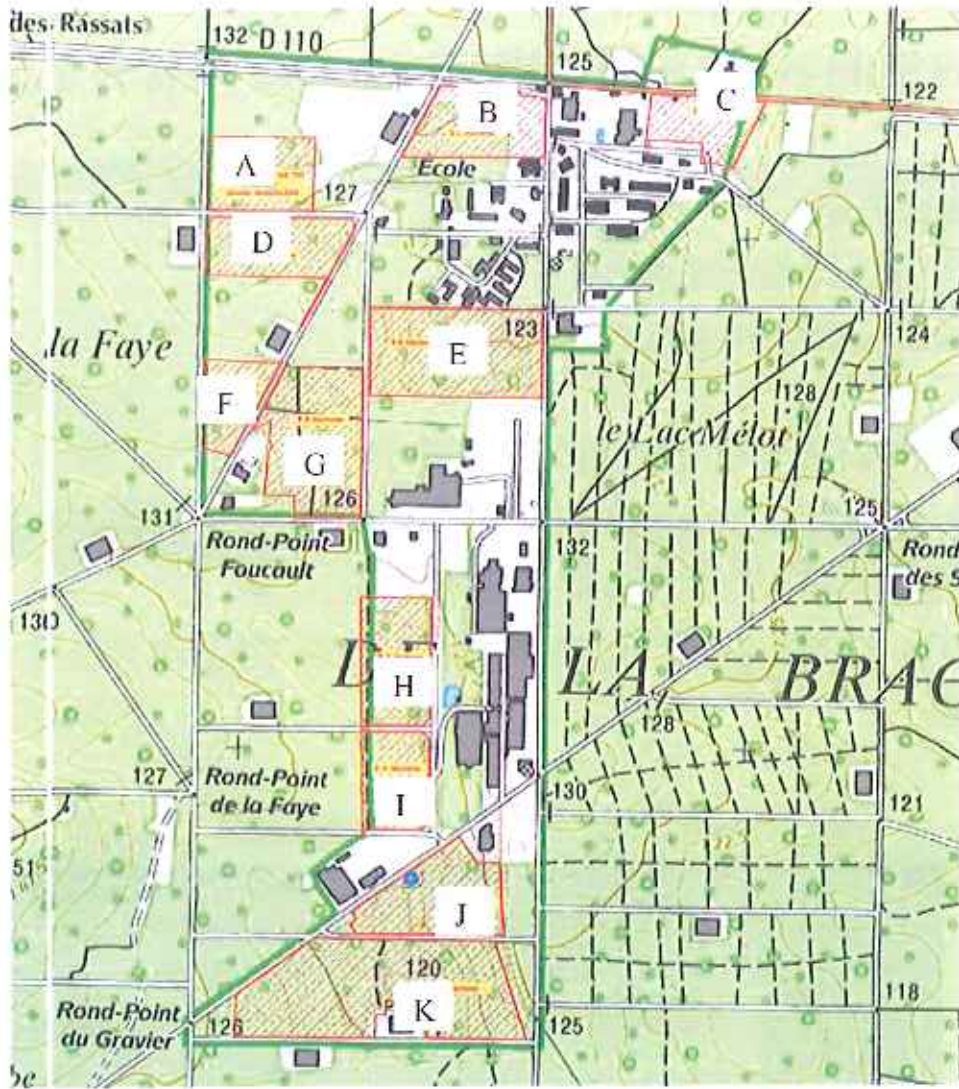 des Rassats
132 D 110
125
122
B
C
Ecole
A
127
D
la Faye
123
E
124
128
F
le Lac Mélot
G
126
131
125
Rond-Point
Foucault
132
Rond
des S
130
D
H
LA BRAC
128
127
Rond-Point
de la Faye
I
130
121
J
120
118
K
Rond-Point
du Gravier
126
125